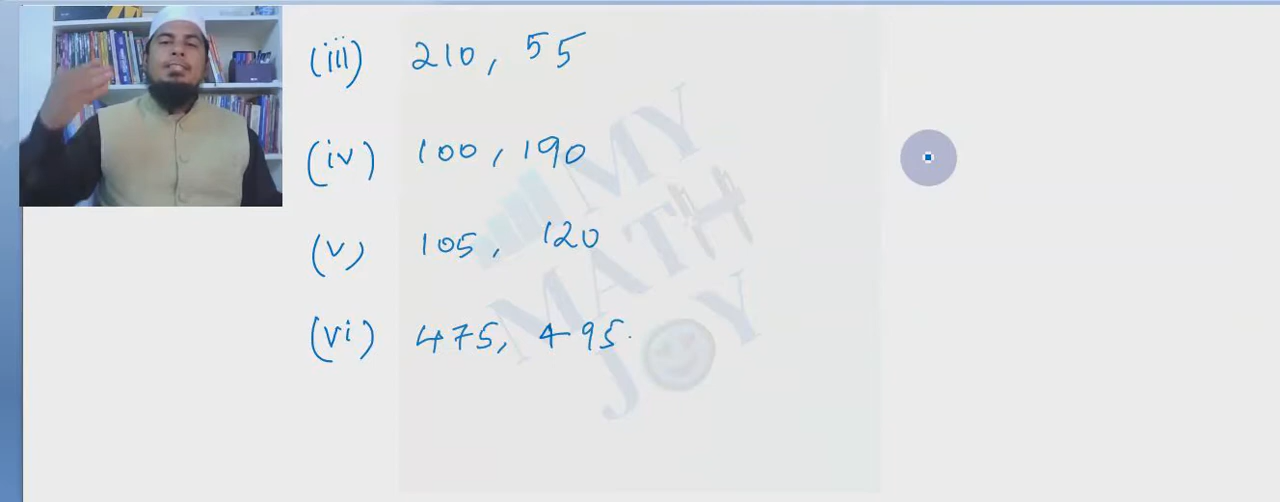 (iii) 210, 55
(iv) 100, 190
(v) 105, 120
(vi) 475, 495.
MY
MATH
JOY